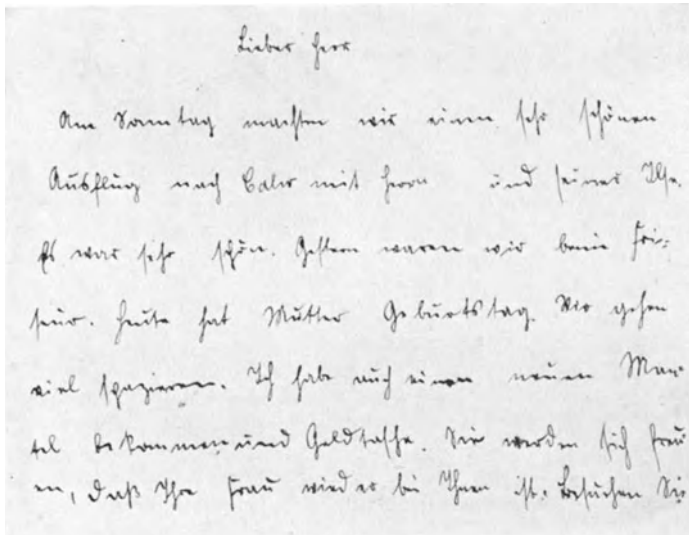 Lieber Herr
Am Sonntag machten wir einen sehr schönen
Ausflug nach Calw mit Herrn und seiner Ilse.
Es war sehr schön. Gestern waren wir beim Fri-
seur. Heute hat Mutter Geburtstag. Wir gehen
viel spazieren. Ich habe auch einen neuen Man-
tel bekommen und Geldtasche. Sie werden sich freu
en, daß Ihre Frau wieder bei Ihnen ist. Besuchen Sie